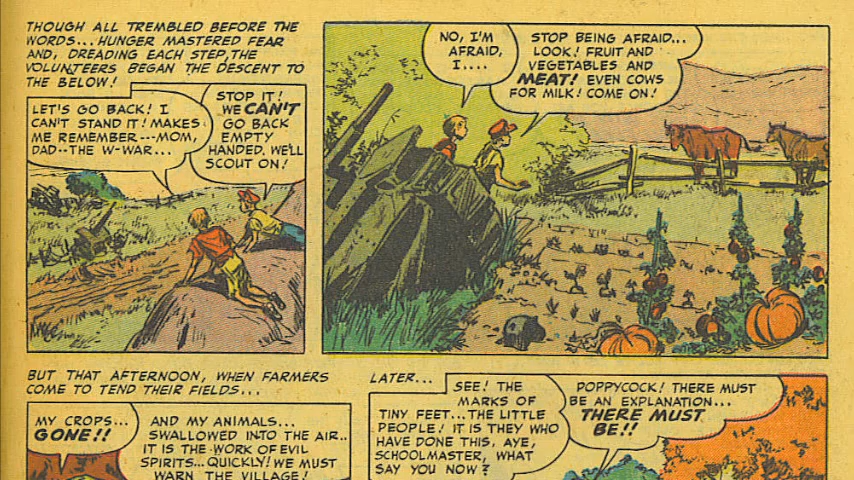 THOUGH ALL TREMBLED BEFORE THE
WORDS... HUNGER MASTERED FEAR
AND, DREADING EACH STEP, THE
VOLUNTEERS BEGAN THE DESCENT TO
THE BELOW!
LET'S GO BACK! I
CAN'T STAND IT! MAKES
ME REMEMBER---MOM,
DAD--THE W-WAR...
STOP IT!
WE CAN'T
GO BACK
EMPTY
HANDED. WE'LL
SCOUT ON!
NO, I'M
AFRAID,
I....
STOP BEING AFRAID...
LOOK! FRUIT AND
VEGETABLES AND
MEAT! EVEN COWS
FOR MILK! COME ON!
BUT THAT AFTERNOON, WHEN FARMERS
COME TO TEND THEIR FIELDS...
MY CROPS...
GONE!!
AND MY ANIMALS...
SWALLOWED INTO THE AIR..
IT IS THE WORK OF EVIL
SPIRITS... QUICKLY! WE MUST
WARN THE VILLAGE!
LATER...
SEE! THE
MARKS OF
TINY FEET...THE LITTLE
PEOPLE! IT IS THEY WHO
HAVE DONE THIS, AYE,
SCHOOLMASTER, WHAT
SAY YOU NOW?
POPPYCOCK! THERE MUST
BE AN EXPLANATION...
THERE MUST
BE!!